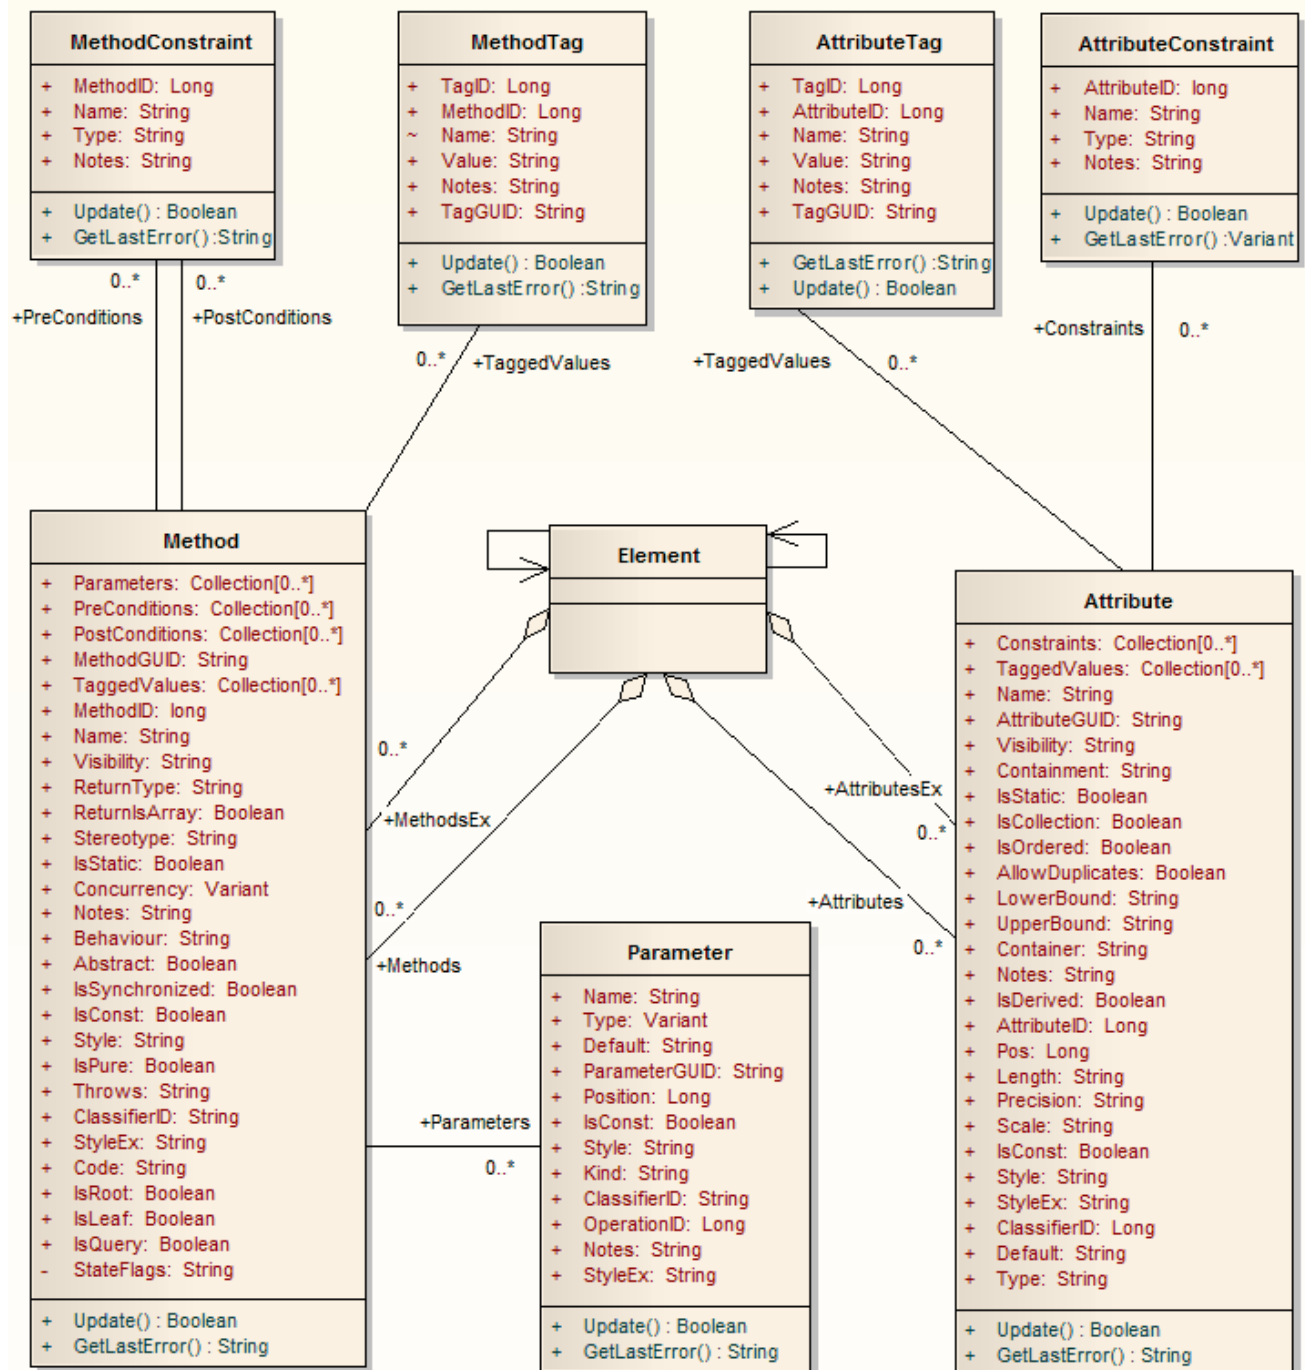 MethodConstraint
+ MethodID: Long
+ Name: String
+ Type: String
+ Notes: String
+ Update() : Boolean
+ GetLastError() :String
MethodTag
+ TagID: Long
+ MethodID: Long
~ Name: String
+ Value: String
+ Notes: String
+ TagGUID: String
+ Update() : Boolean
+ GetLastError() :String
AttributeTag
+ TagID: Long
+ AttributeID: Long
+ Name: String
+ Value: String
+ Notes: String
+ TagGUID: String
+ GetLastError() :String
+ Update() : Boolean
AttributeConstraint
+ AttributeID: long
+ Name: String
+ Type: String
+ Notes: String
+ Update() : Boolean
+ GetLastError() :Variant
0..*
0..*
+PreConditions
+PostConditions
0..*
+TaggedValues
+TaggedValues
0..*
+Constraints
0..*
Method
+ Parameters: Collection[0..*]
+ PreConditions: Collection[0..*]
+ PostConditions: Collection[0..*]
+ MethodGUID: String
+ TaggedValues: Collection[0..*]
+ MethodID: long
+ Name: String
+ Visibility: String
+ ReturnType: String
+ ReturnIsArray: Boolean
+ Stereotype: String
+ IsStatic: Boolean
+ Concurrency: Variant
+ Notes: String
+ Behaviour: String
+ Abstract: Boolean
+ IsSynchronized: Boolean
+ IsConst: Boolean
+ Style: String
+ IsPure: Boolean
+ Throws: String
+ ClassifierID: String
+ StyleEx: String
+ Code: String
+ IsRoot: Boolean
+ IsLeaf: Boolean
+ IsQuery: Boolean
- StateFlags: String
+ Update() : Boolean
+ GetLastError() : String
Element
0..*
+MethodsEx
0..*
+Methods
+AttributesEx
0..*
+Attributes
0..*
+Parameters
0..*
Parameter
+ Name: String
+ Type: Variant
+ Default: String
+ ParameterGUID: String
+ Position: Long
+ IsConst: Boolean
+ Style: String
+ Kind: String
+ ClassifierID: String
+ OperationID: Long
+ Notes: String
+ StyleEx: String
+ Update() : Boolean
+ GetLastError() : String
Attribute
+ Constraints: Collection[0..*]
+ TaggedValues: Collection[0..*]
+ Name: String
+ AttributeGUID: String
+ Visibility: String
+ Containment: String
+ IsStatic: Boolean
+ IsCollection: Boolean
+ IsOrdered: Boolean
+ AllowDuplicates: Boolean
+ LowerBound: String
+ UpperBound: String
+ Container: String
+ Notes: String
+ IsDerived: Boolean
+ AttributeID: Long
+ Pos: Long
+ Length: String
+ Precision: String
+ Scale: String
+ IsConst: Boolean
+ Style: String
+ StyleEx: String
+ ClassifierID: Long
+ Default: String
+ Type: String
+ Update() : Boolean
+ GetLastError() : String